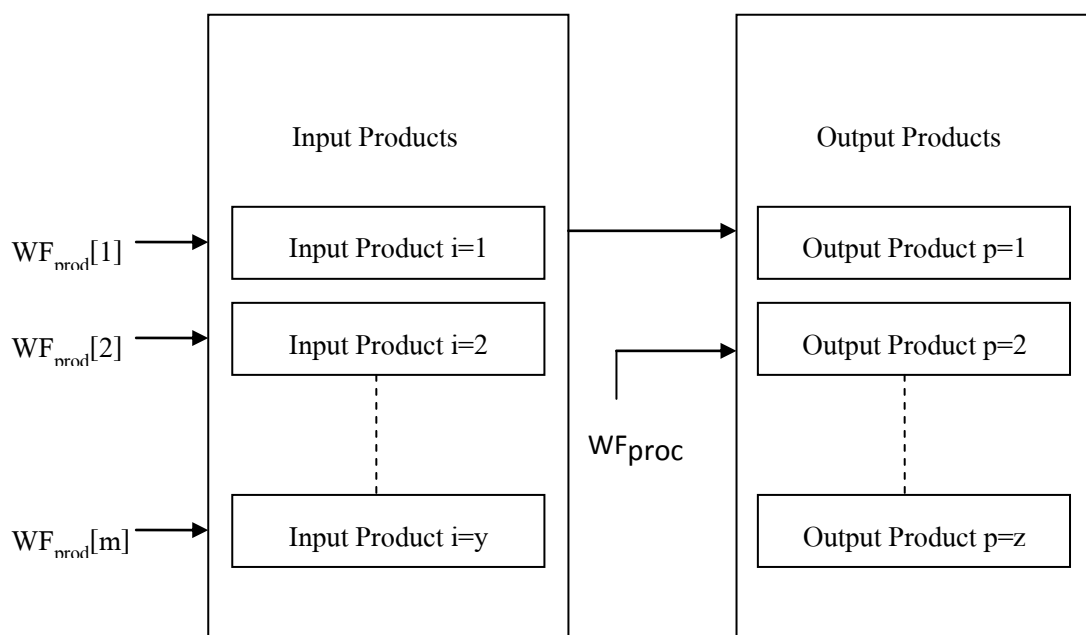 Input Products
Output Products
WFprod[1]
Input Product i=1
Output Product p=1
WFprod[2]
Input Product i=2
Output Product p=2
WFproc
WFprod[m]
Input Product i=y
Output Product p=z